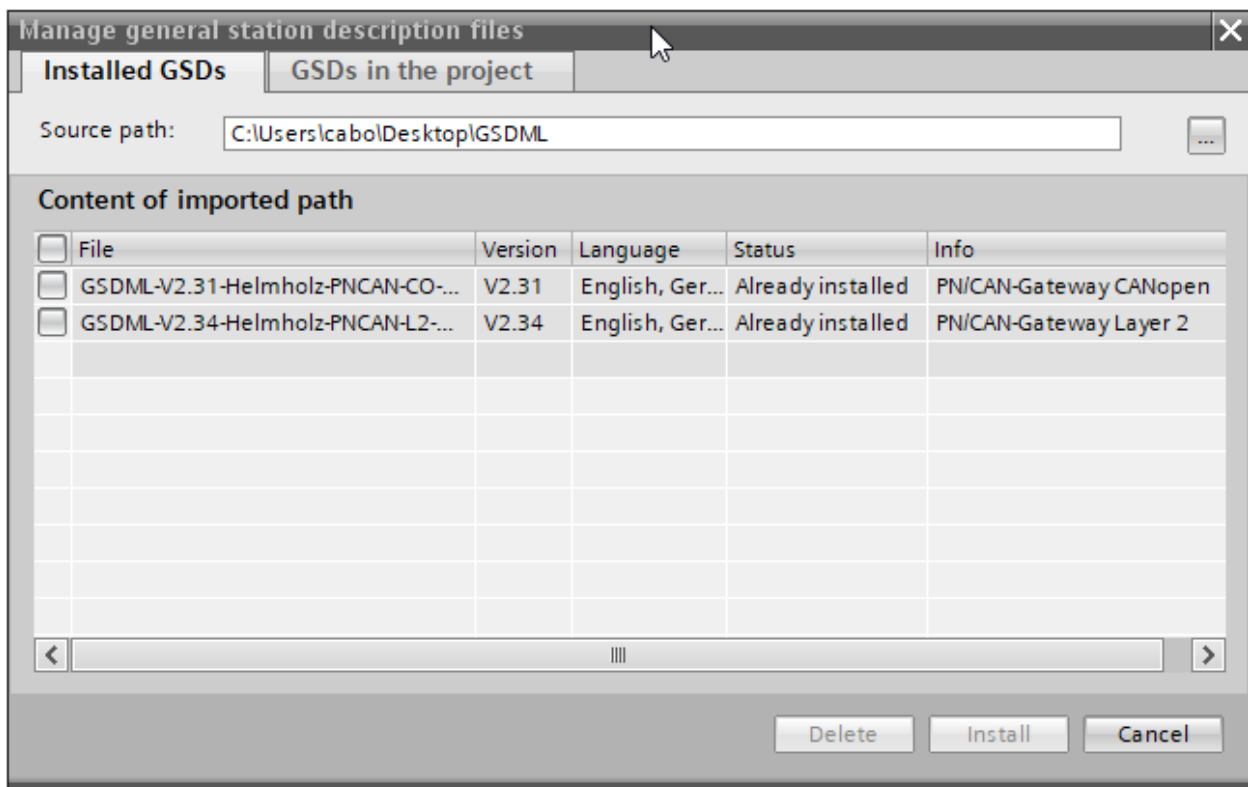 Manage general station description files
Installed GSDs GSDs in the project
Source path: C:\Users\cabo\Desktop\GSDML ...
Content of imported path
File Version Language Status Info
GSDML-V2.31-Helmholz-PNCAN-CO-... V2.31 English, Ger... Already installed PN/CAN-Gateway CANopen
GSDML-V2.34-Helmholz-PNCAN-L2-... V2.34 English, Ger... Already installed PN/CAN-Gateway Layer 2
Delete Install Cancel